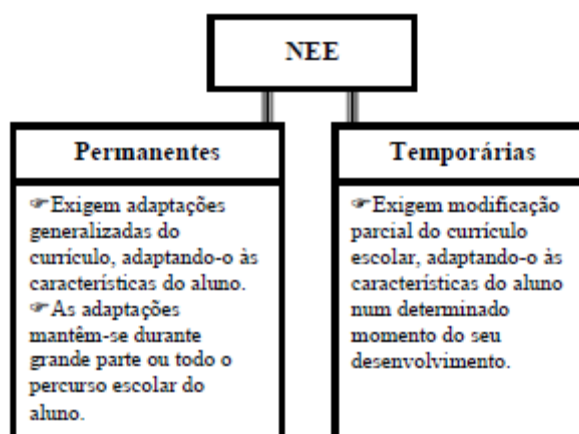 NEE
Permanentes
☞Exigem adaptações
generalizadas do
currículo, adaptando-o às
características do aluno.
☞As adaptações
mantêm-se durante
grande parte ou todo o
percurso escolar do
aluno.
Temporárias
☞Exigem modificação
parcial do currículo
escolar, adaptando-o às
características do aluno
num determinado
momento do seu
desenvolvimento.